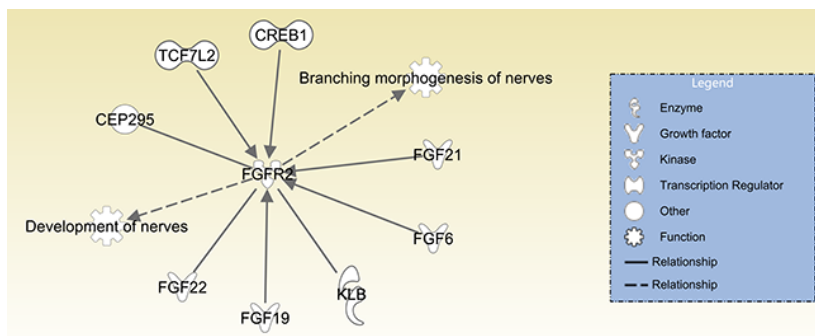 CREB1
TCF7L2
Branching morphogenesis of nerves
CEP295
FGF21
FGFR2
Development of nerves
FGF6
FGF22
KLB
FGF19
Legend
Enzyme
Growth factor
Kinase
Transcription Regulator
Other
Function
Relationship
Relationship